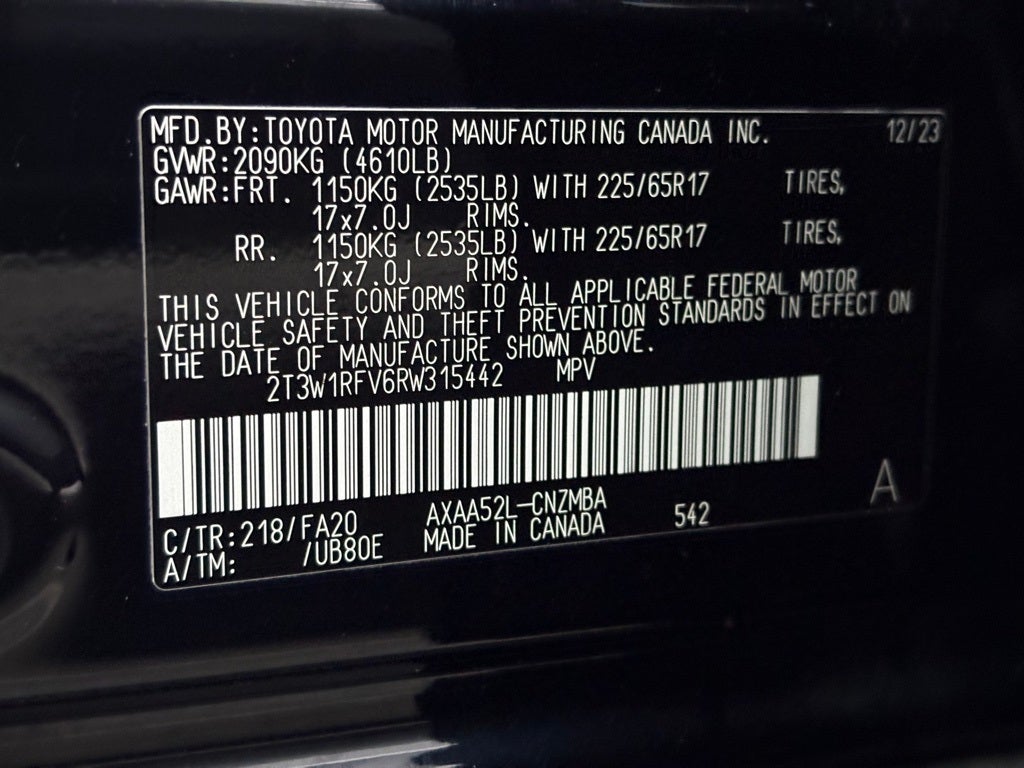 MFD.BY:TOYOTA MOTOR MANUFACTURING CANADA INC. 12/23
GVWR:2090KG (4610LB)
GAWR:FRT. 1150KG (2535LB) WITH 225/65R17 TIRES,
17x7.0J RIMS.
RR. 1150KG (2535LB) WITH 225/65R17 TIRES,
17x7.0J RIMS.
THIS VEHICLE CONFORMS TO ALL APPLICABLE FEDERAL MOTOR
VEHICLE SAFETY AND THEFT PREVENTION STANDARDS IN EFFECT ON
THE DATE OF MANUFACTURE SHOWN ABOVE.
2T3W1RFV6RW315442 MPV
A
C/TR:218/FA20 AXAA52L-CNZMBA 542
A/TM: /UB80E MADE IN CANADA